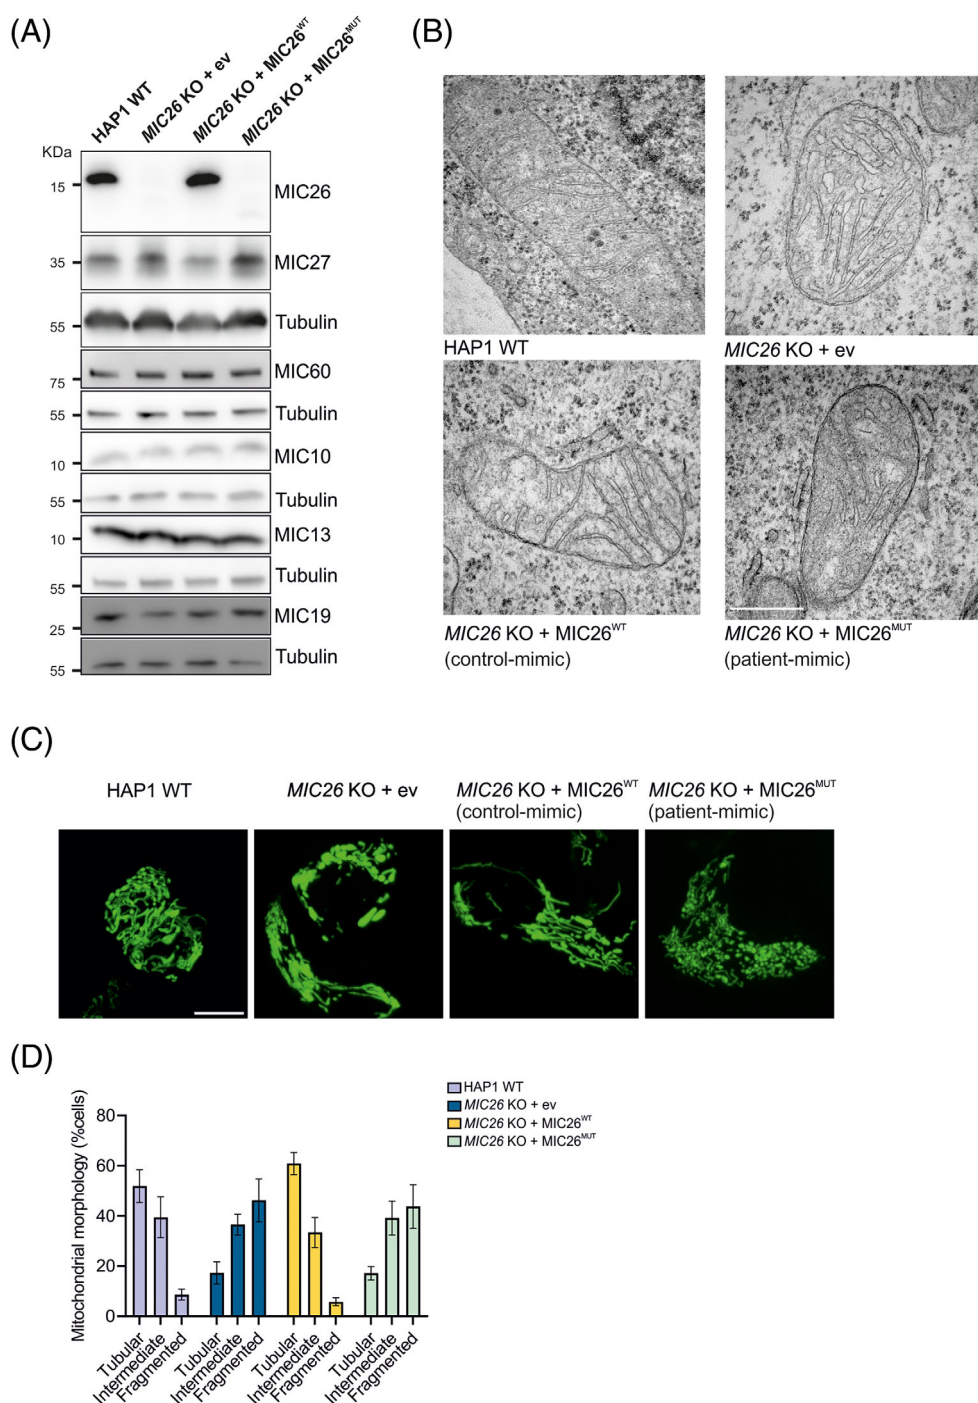 (A)
HAP1 WT
MIC26 KO + ev
MIC26 KO + MIC26WT
MIC26 KO + MIC26MUT
KDa
15
MIC26
35
MIC27
55
Tubulin
75
MIC60
55
Tubulin
10
MIC10
55
Tubulin
10
MIC13
55
Tubulin
25
MIC19
55
Tubulin
(B)
HAP1 WT
MIC26 KO + ev
MIC26 KO + MIC26WT
(control-mimic)
MIC26 KO + MIC26MUT
(patient-mimic)
(C)
HAP1 WT
MIC26 KO + ev
MIC26 KO + MIC26WT
(control-mimic)
MIC26 KO + MIC26MUT
(patient-mimic)
(D)
HAP1 WT
MIC26 KO + ev
MIC26 KO + MIC26WT
MIC26 KO + MIC26MUT
Mitochondrial morphology (%cells)
80
60
40
20
0
Tubular
Intermediate
Fragmented
Tubular
Intermediate
Fragmented
Tubular
Intermediate
Fragmented
Tubular
Intermediate
Fragmented